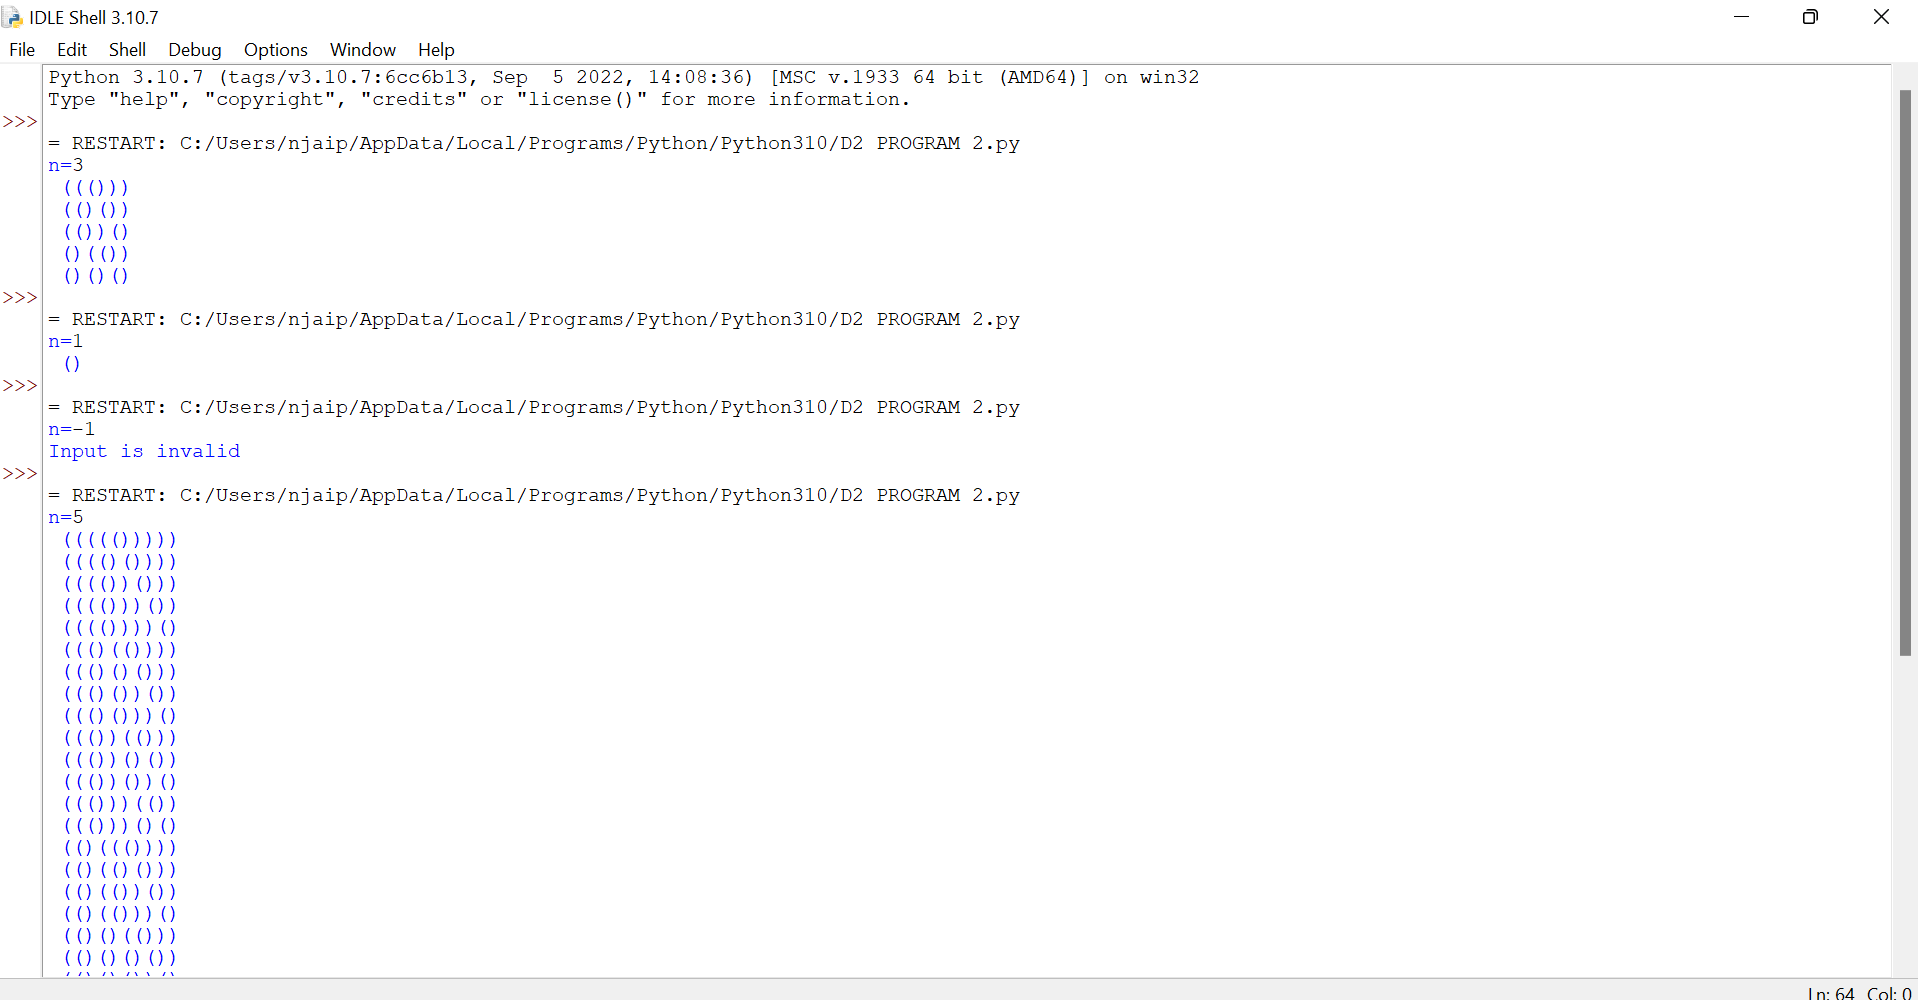 IDLE Shell 3.10.7
File Edit Shell Debug Options Window Help
Python 3.10.7 (tags/v3.10.7:6cc6b13, Sep  5 2022, 14:08:36) [MSC v.1933 64 bit (AMD64)] on win32
Type "help", "copyright", "credits" or "license()" for more information.
>>>
= RESTART: C:/Users/njaip/AppData/Local/Programs/Python/Python310/D2 PROGRAM 2.py
n=3
((()))
(()())
(())()
()(())
()()()
>>>
= RESTART: C:/Users/njaip/AppData/Local/Programs/Python/Python310/D2 PROGRAM 2.py
n=1
()
>>>
= RESTART: C:/Users/njaip/AppData/Local/Programs/Python/Python310/D2 PROGRAM 2.py
n=-1
Input is invalid
>>>
= RESTART: C:/Users/njaip/AppData/Local/Programs/Python/Python310/D2 PROGRAM 2.py
n=5
((((()))))
(((()())))
(((())()))
(((()))())
(((())))()
((()(())))
((()()()))
((()())())
((()()))()
((())(()))
((())()())
((())())()
((()))(())
((()))()()
(()((())))
(()(()()))
(()(())())
(()(()))()
(()()(()))
(()()()())
(()()())()
Ln: 64 Col: 0